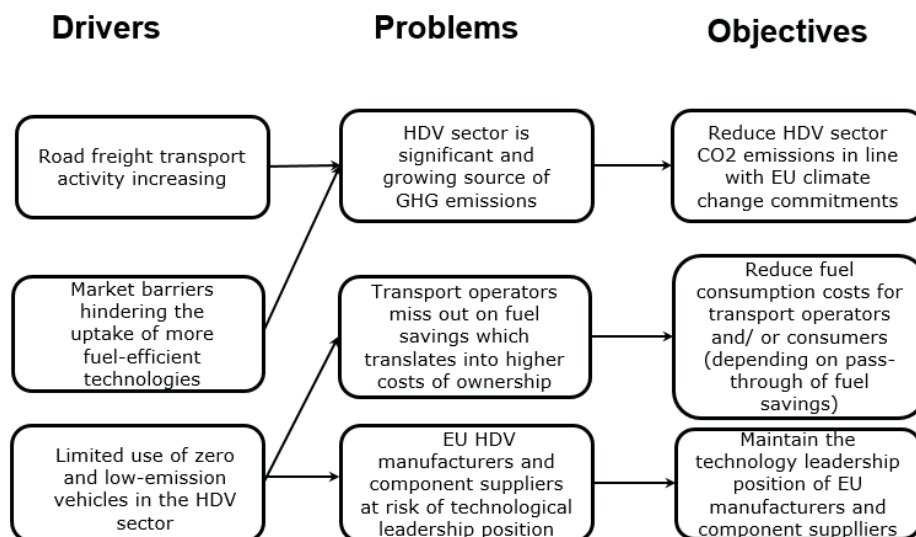 Drivers
Problems
Objectives
Road freight transport
activity increasing
HDV sector is
significant and
growing source of
GHG emissions
Reduce HDV sector
CO2 emissions in line
with EU climate
change commitments
Market barriers
hindering the
uptake of more
fuel-efficient
technologies
Transport operators
miss out on fuel
savings which
translates into higher
costs of ownership
Reduce fuel
consumption costs for
transport operators
and/ or consumers
(depending on pass-
through of fuel
savings)
Limited use of zero
and low-emission
vehicles in the HDV
sector
EU HDV
manufacturers and
component suppliers
at risk of technological
leadership position
Maintain the
technology leadership
position of EU
manufacturers and
component supplliers